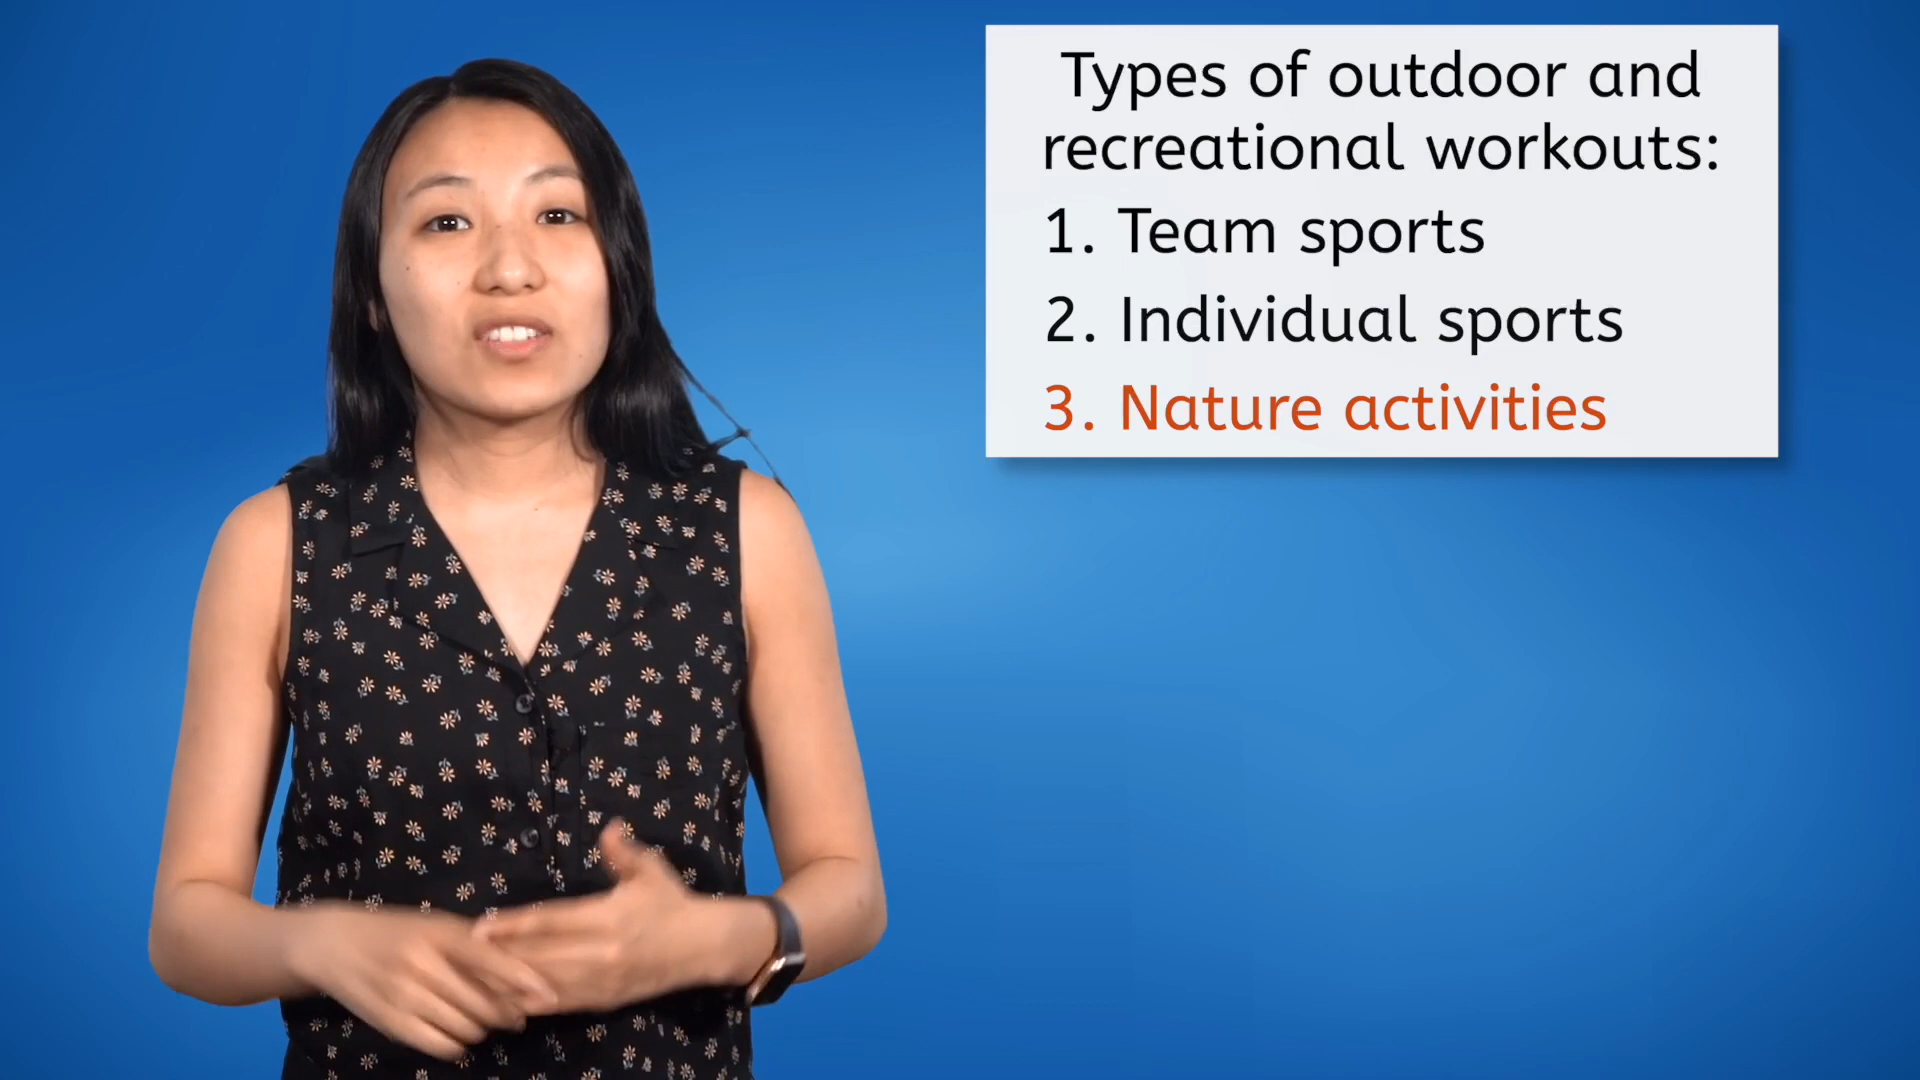 Types of outdoor and
recreational workouts:
1. Team sports
2. Individual sports
3. Nature activities